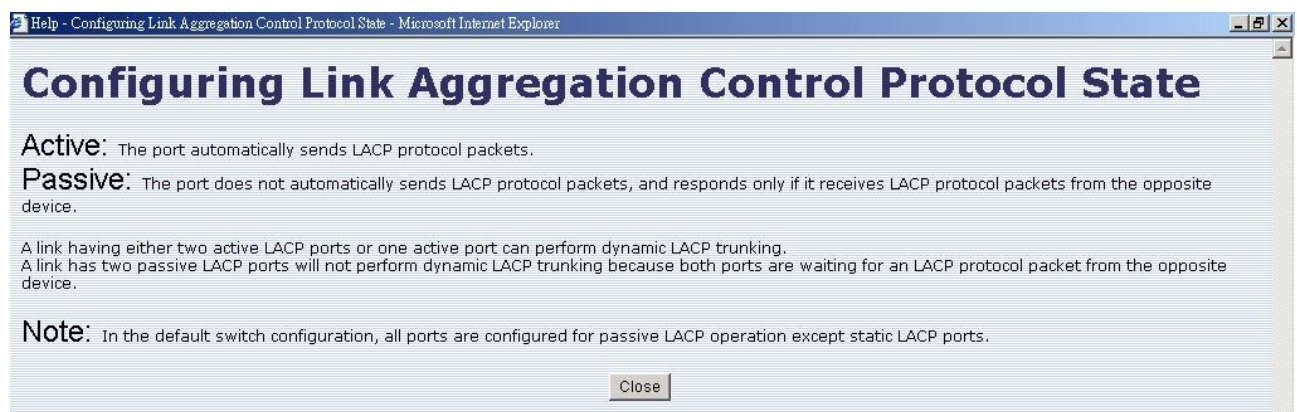 Help - Configuring Link Aggregation Control Protocol State - Microsoft Internet Explorer
Configuring Link Aggregation Control Protocol State
Active: The port automatically sends LACP protocol packets.
Passive: The port does not automatically sends LACP protocol packets, and responds only if it receives LACP protocol packets from the opposite
device.
A link having either two active LACP ports or one active port can perform dynamic LACP trunking.
A link has two passive LACP ports will not perform dynamic LACP trunking because both ports are waiting for an LACP protocol packet from the opposite
device.
Note: In the default switch configuration, all ports are configured for passive LACP operation except static LACP ports.
Close